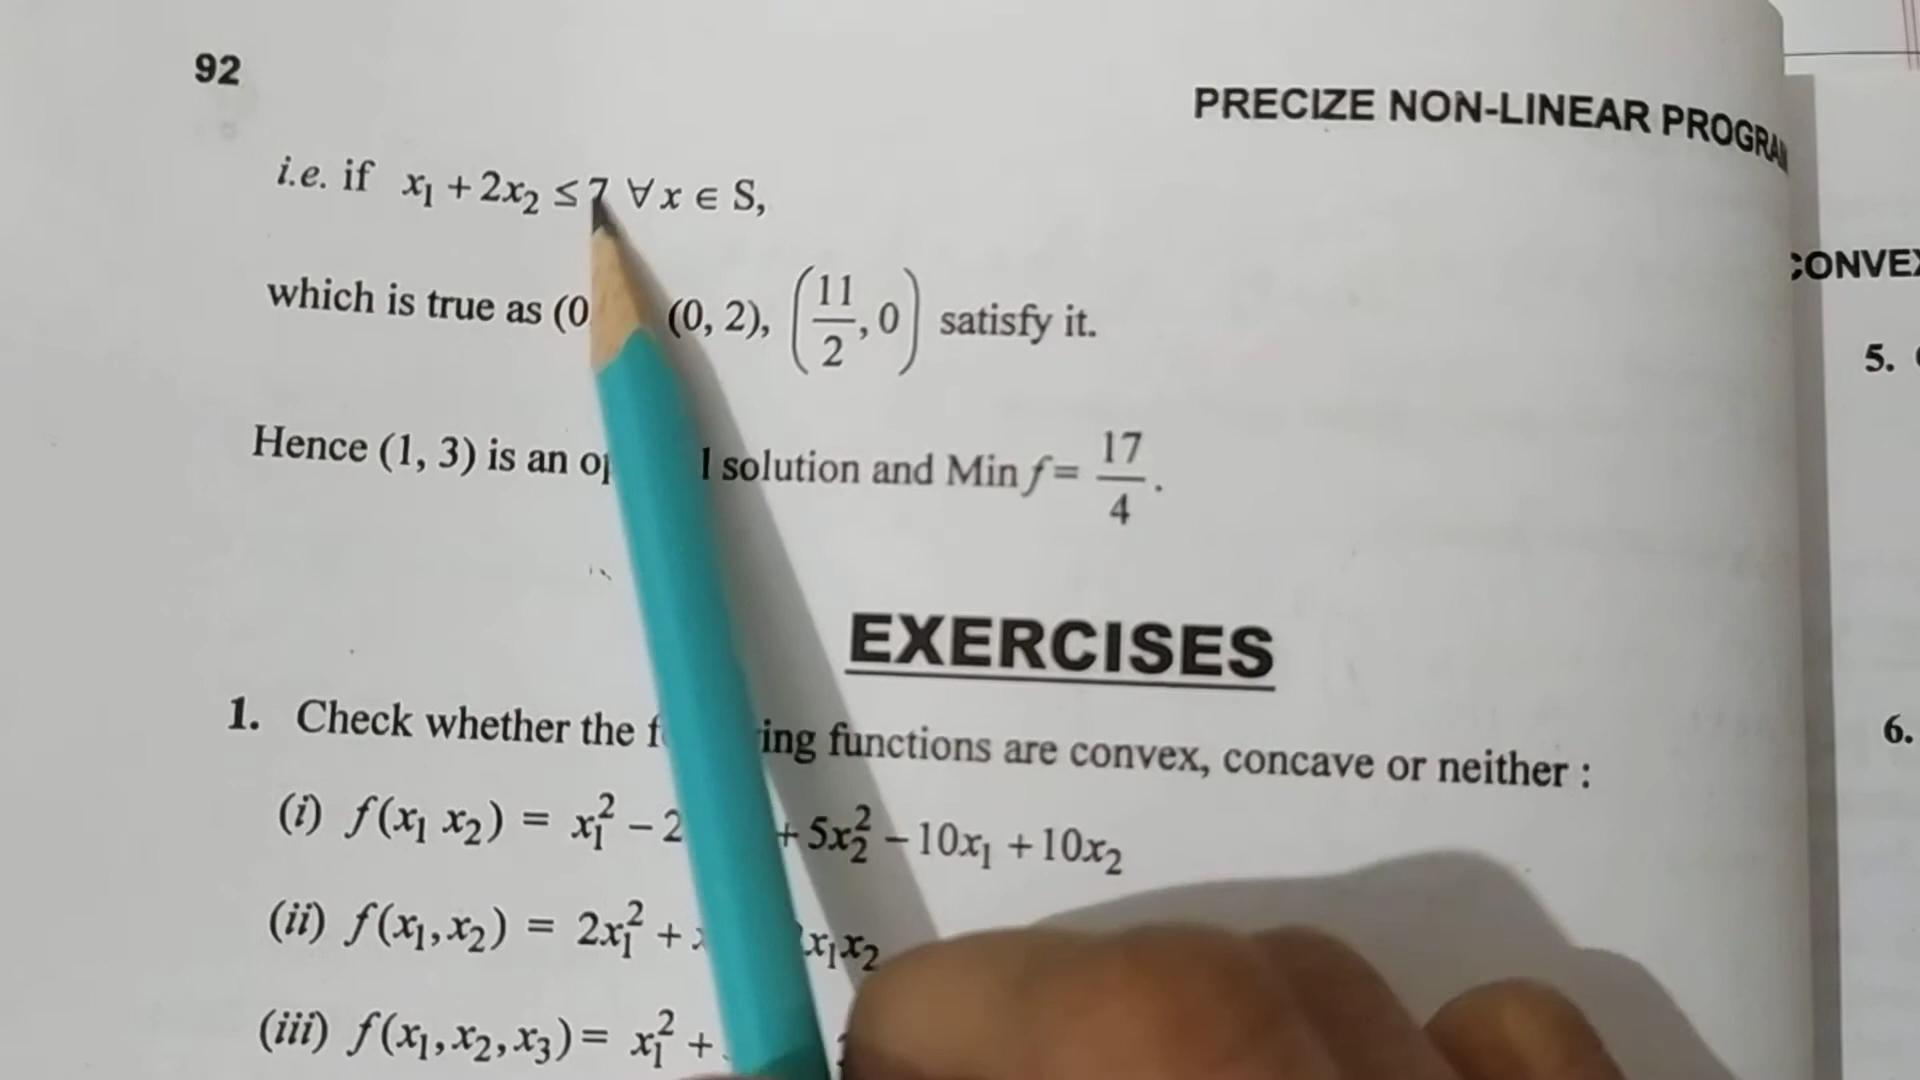 92
PRECIZE NON-LINEAR PROGRAM
i.e. if x₁ + 2x₂ ≤ 7 ∀ x ∈ S,
which is true as (0 (0, 2), (11/2, 0) satisfy it.
Hence (1, 3) is an solution and Min f = 17/4.
EXERCISES
1. Check whether the functions are convex, concave or neither :
(i) f(x₁ x₂) = x₁² – 2 + 5x₂² – 10x₁ + 10x₂
(ii) f(x₁, x₂) = 2x₁² + x₁x₂
(iii) f(x₁, x₂, x₃) = x₁² +
CONVEX
5.
6.